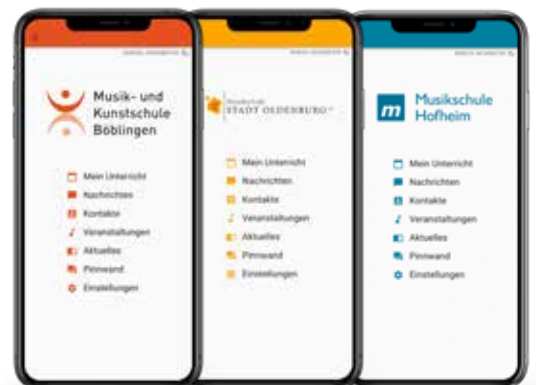 Musik- und
Kunstschule
Böblingen
Mein Unterricht
Nachrichten
Kontakte
Veranstaltungen
Aktuelles
Pinnwand
Einstellungen
Musikschule
STADT OLDENBURG
Mein Unterricht
Nachrichten
Kontakte
Veranstaltungen
Aktuelles
Pinnwand
Einstellungen
m
Musikschule
Hofheim
Mein Unterricht
Nachrichten
Kontakte
Veranstaltungen
Aktuelles
Pinnwand
Einstellungen